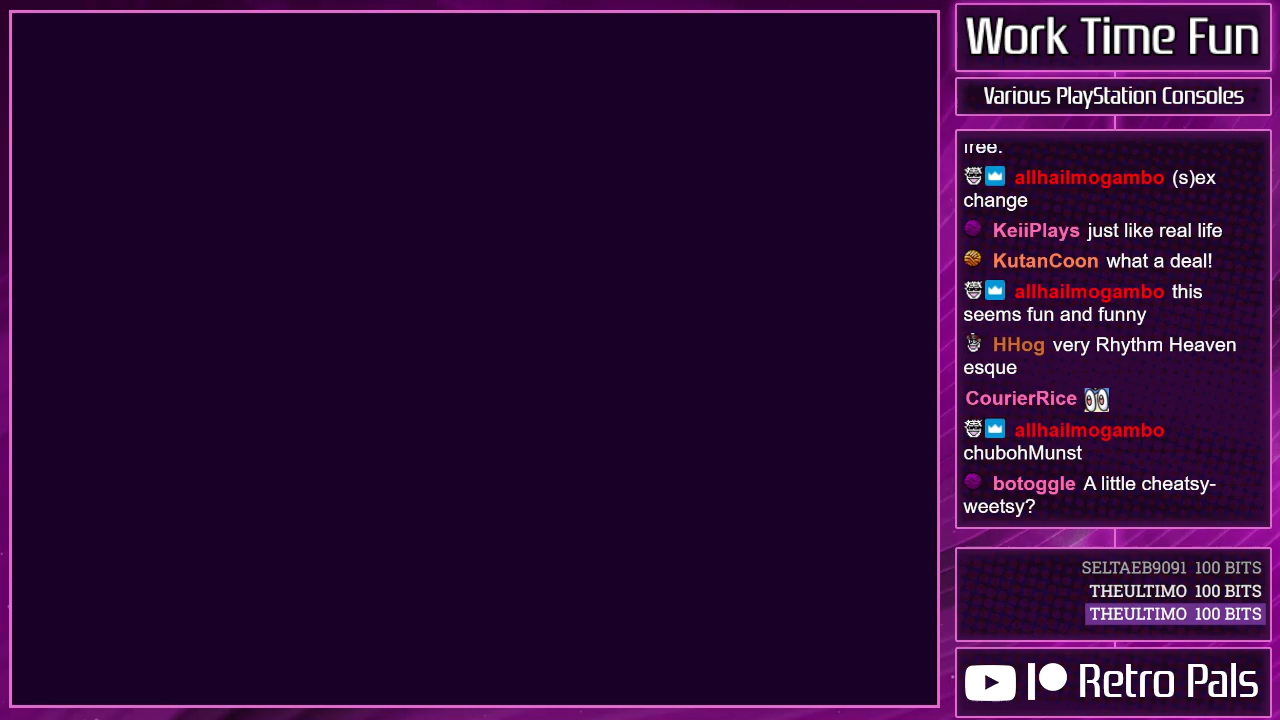 Work Time Fun
Various PlayStation Consoles
free.
allhailmogambo (s)ex
change
KeiiPlays just like real life
KutanCoon what a deal!
allhailmogambo this
seems fun and funny
HHog very Rhythm Heaven
esque
CourierRice
allhailmogambo
chubohMunst
botoggle A little cheatsy-
weetsy?
SELTAEB9091 100 BITS
THEULTIMO 100 BITS
THEULTIMO 100 BITS
Retro Pals